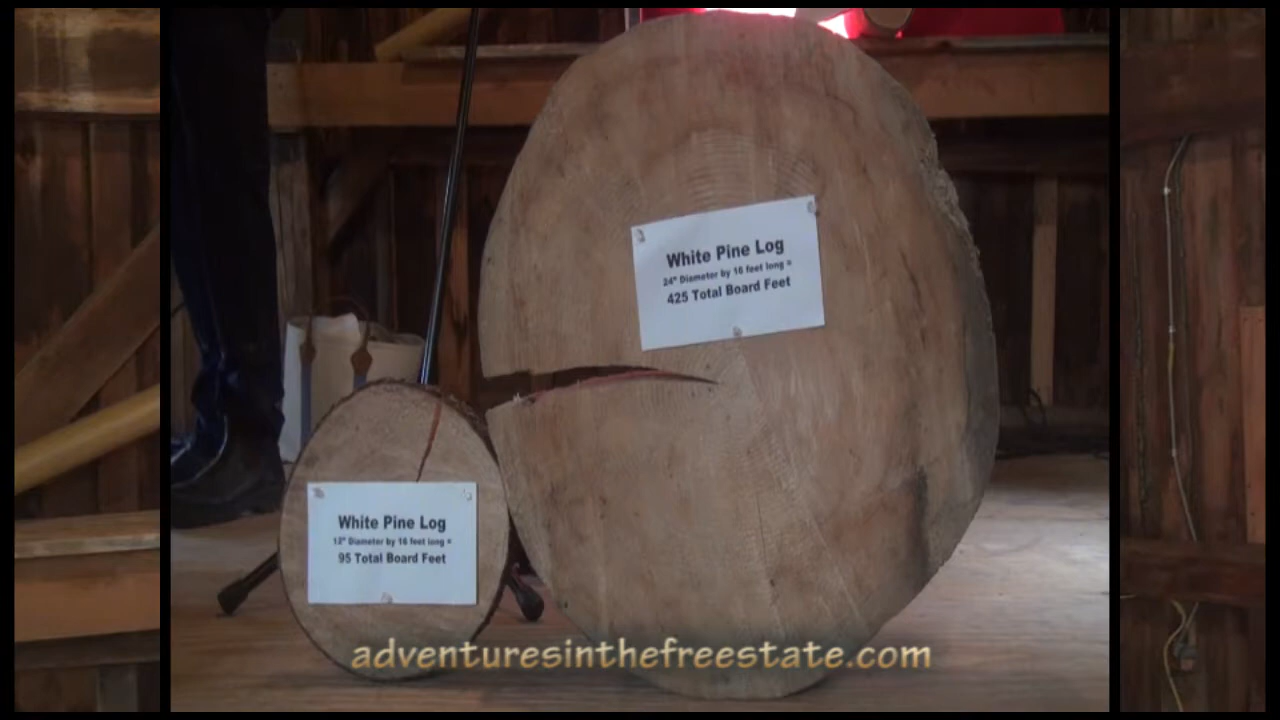 White Pine Log
24" Diameter by 16 feet long =
425 Total Board Feet
White Pine Log
12" Diameter by 16 feet long =
95 Total Board Feet
adventuresinthefreestate.com